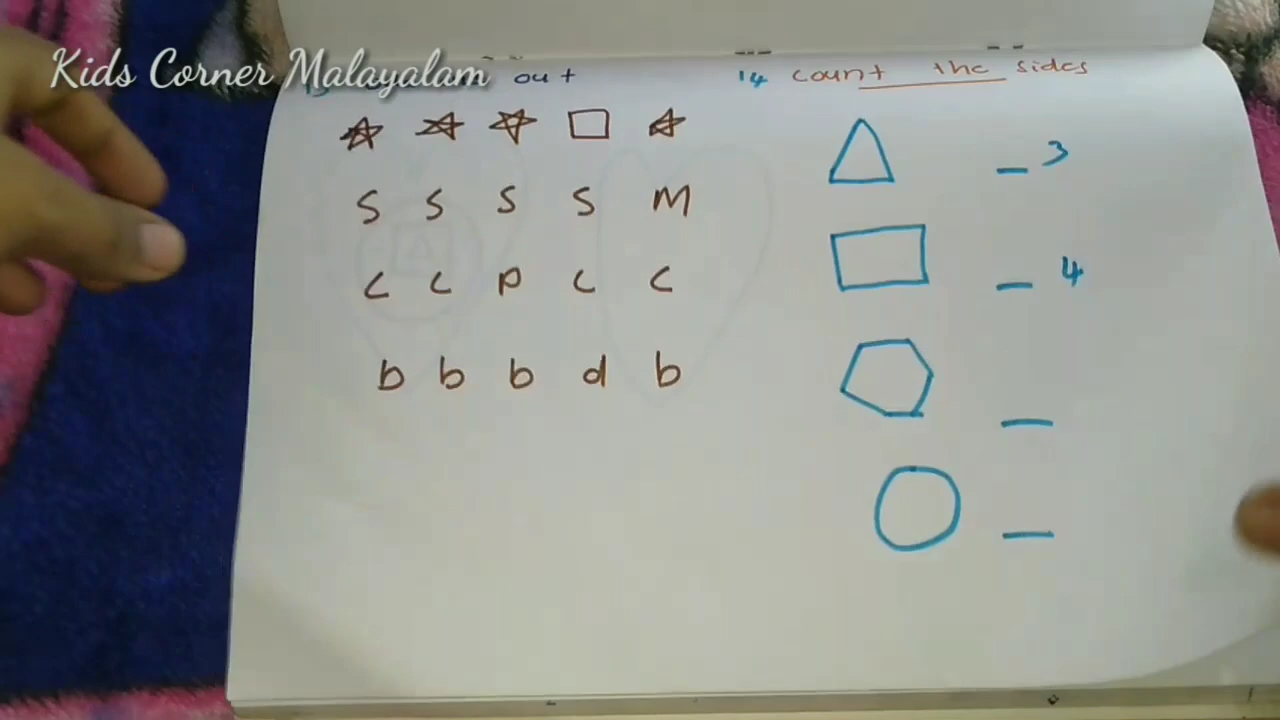 Kids Corner Malayalam
out
S S S S M
C C P C C
b b b d b
14 count the sides
3
4